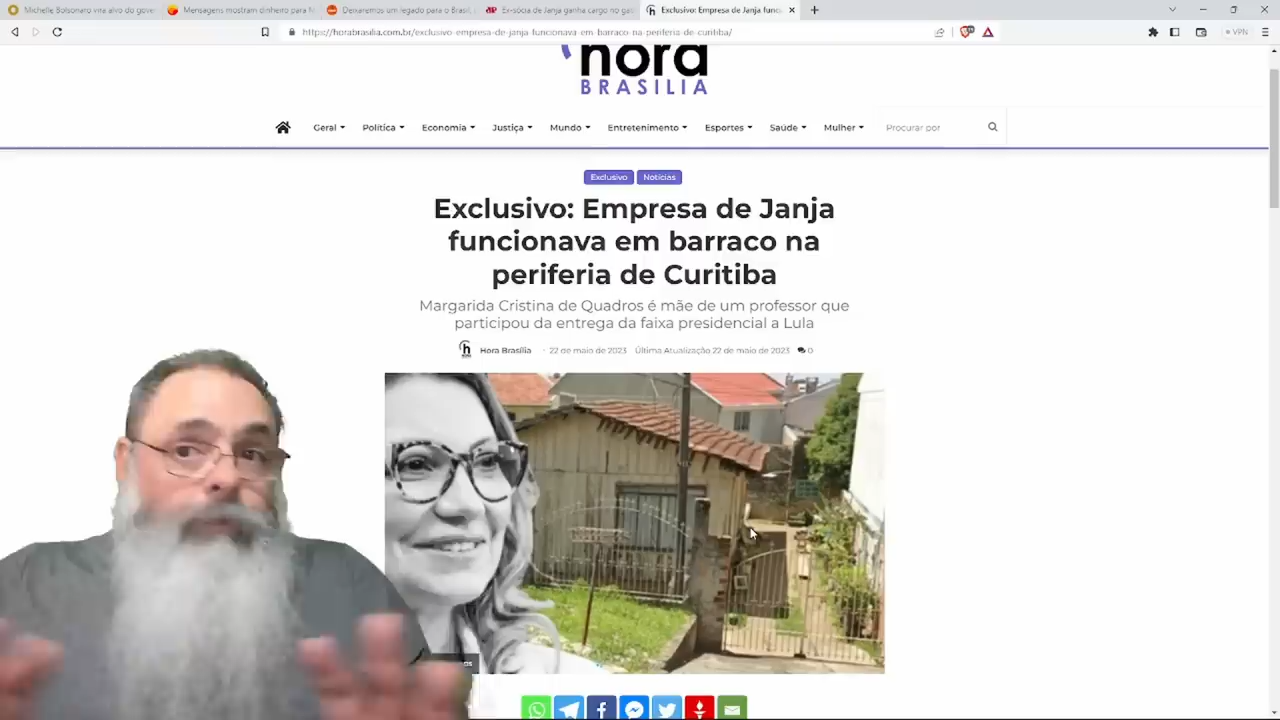 Michelle Bolsonaro vira alvo do gover
Mensagens mostram dinheiro para M
Deixaremos um legado para o Brasil,
Ex-sócia de Janja ganha cargo no ga
Exclusivo: Empresa de Janja func
https://horabrasilia.com.br/exclusivo-empresa-de-janja-funcionava-em-barraco-na-periferia-de-curitiba/
VPN
hora
BRASILIA
Geral Política Economia Justiça Mundo Entretenimento Esportes Saúde Mulher Procurar por
Exclusivo Notícias
Exclusivo: Empresa de Janja
funcionava em barraco na
periferia de Curitiba
Margarida Cristina de Quadros é mãe de um professor que
participou da entrega da faixa presidencial a Lula
Hora Brasília · 22 de maio de 2023 Última Atualização 22 de maio de 2023 0